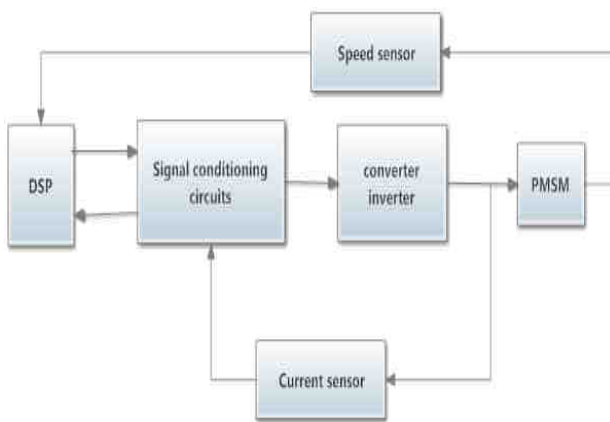 Speed sensor
DSP
Signal conditioning
circuits
converter
inverter
PMSM
Current sensor